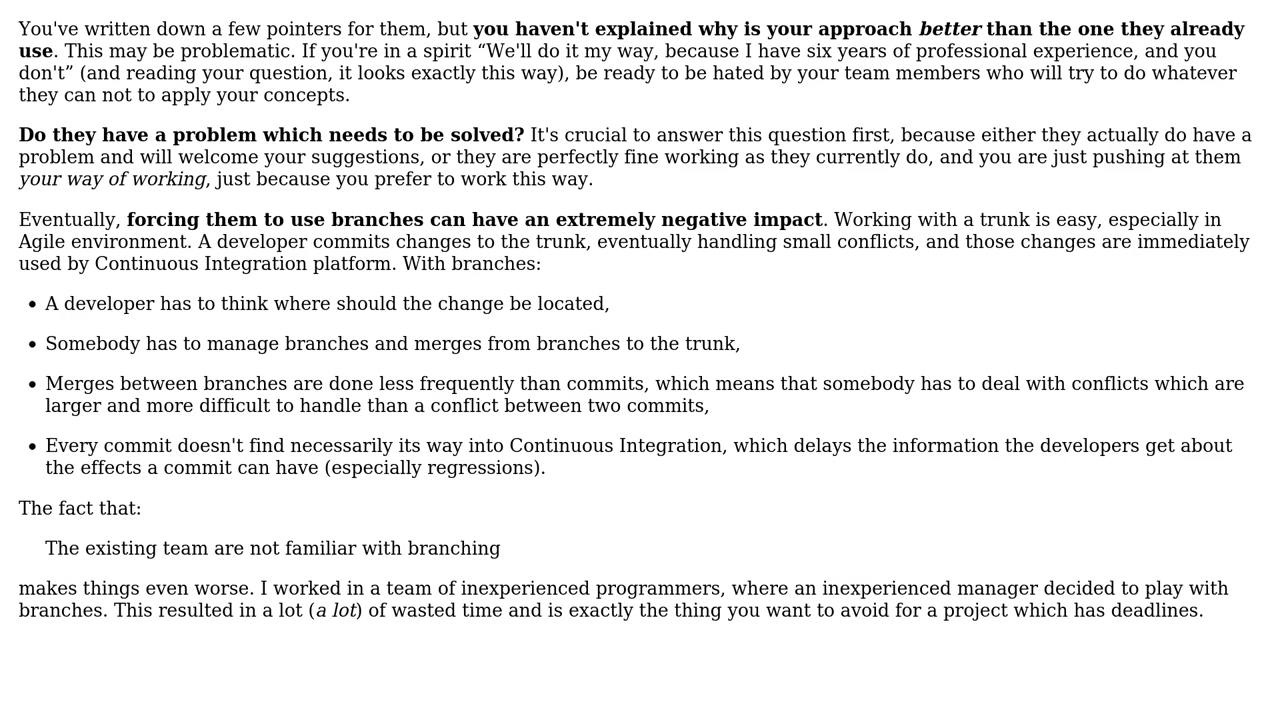 You've written down a few pointers for them, but you haven't explained why is your approach better than the one they already
use. This may be problematic. If you're in a spirit “We'll do it my way, because I have six years of professional experience, and you
don't” (and reading your question, it looks exactly this way), be ready to be hated by your team members who will try to do whatever
they can not to apply your concepts.
Do they have a problem which needs to be solved? It's crucial to answer this question first, because either they actually do have a
problem and will welcome your suggestions, or they are perfectly fine working as they currently do, and you are just pushing at them
your way of working, just because you prefer to work this way.
Eventually, forcing them to use branches can have an extremely negative impact. Working with a trunk is easy, especially in
Agile environment. A developer commits changes to the trunk, eventually handling small conflicts, and those changes are immediately
used by Continuous Integration platform. With branches:
• A developer has to think where should the change be located,
• Somebody has to manage branches and merges from branches to the trunk,
• Merges between branches are done less frequently than commits, which means that somebody has to deal with conflicts which are
larger and more difficult to handle than a conflict between two commits,
• Every commit doesn't find necessarily its way into Continuous Integration, which delays the information the developers get about
the effects a commit can have (especially regressions).
The fact that:
The existing team are not familiar with branching
makes things even worse. I worked in a team of inexperienced programmers, where an inexperienced manager decided to play with
branches. This resulted in a lot (a lot) of wasted time and is exactly the thing you want to avoid for a project which has deadlines.